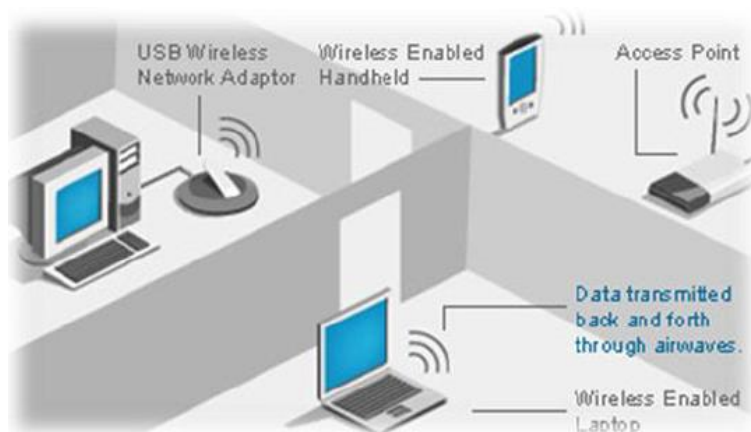 USB Wireless
Network Adaptor
Wireless Enabled
Handheld
Access Point
Data transmitted
back and forth
through airwaves.
Wireless Enabled
Laptop